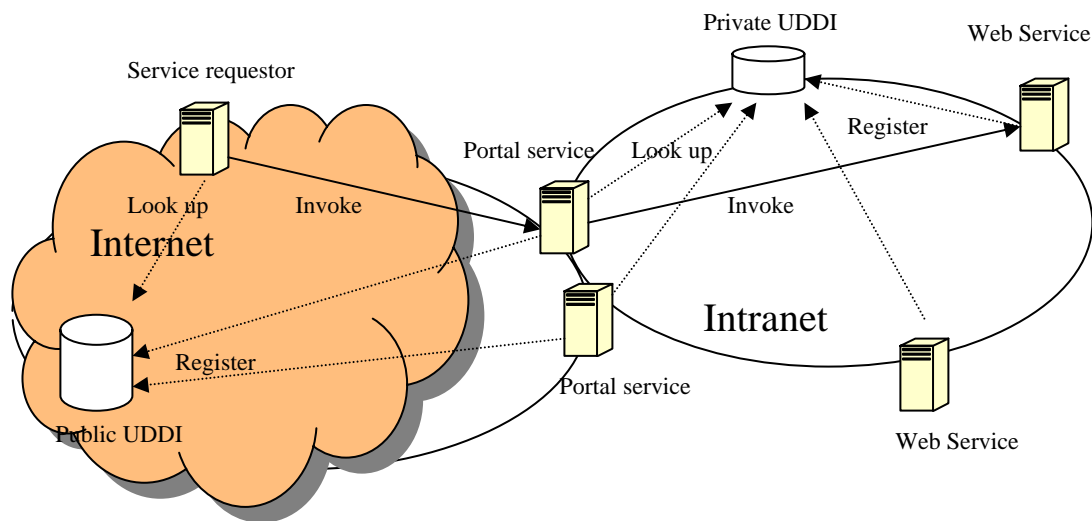 Private UDDI
Web Service
Service requestor
Register
Portal service
Look up
Look up
Invoke
Invoke
Internet
Intranet
Register
Portal service
Public UDDI
Web Service